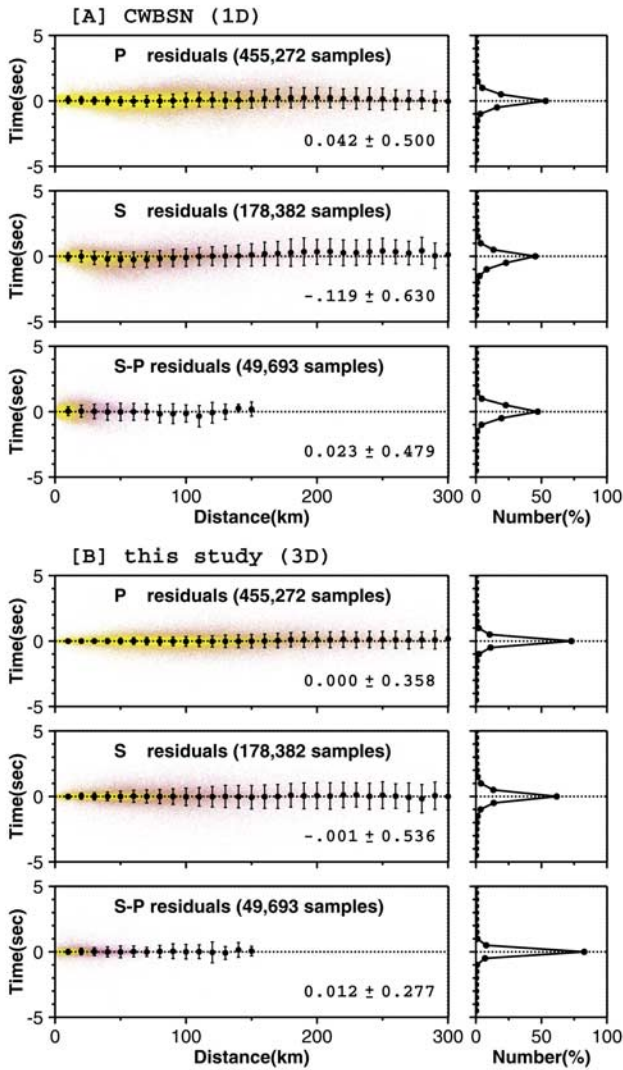 [A] CWBSN (1D)
5
0
-5
Time(sec)
P residuals (455,272 samples)
0.042 ± 0.500
5
0
-5
Time(sec)
S residuals (178,382 samples)
-.119 ± 0.630
5
0
-5
Time(sec)
S-P residuals (49,693 samples)
0.023 ± 0.479
0 100 200 300
Distance(km)
0 50 100
Number(%)
[B] this study (3D)
5
0
-5
Time(sec)
P residuals (455,272 samples)
0.000 ± 0.358
5
0
-5
Time(sec)
S residuals (178,382 samples)
-.001 ± 0.536
5
0
-5
Time(sec)
S-P residuals (49,693 samples)
0.012 ± 0.277
0 100 200 300
Distance(km)
0 50 100
Number(%)